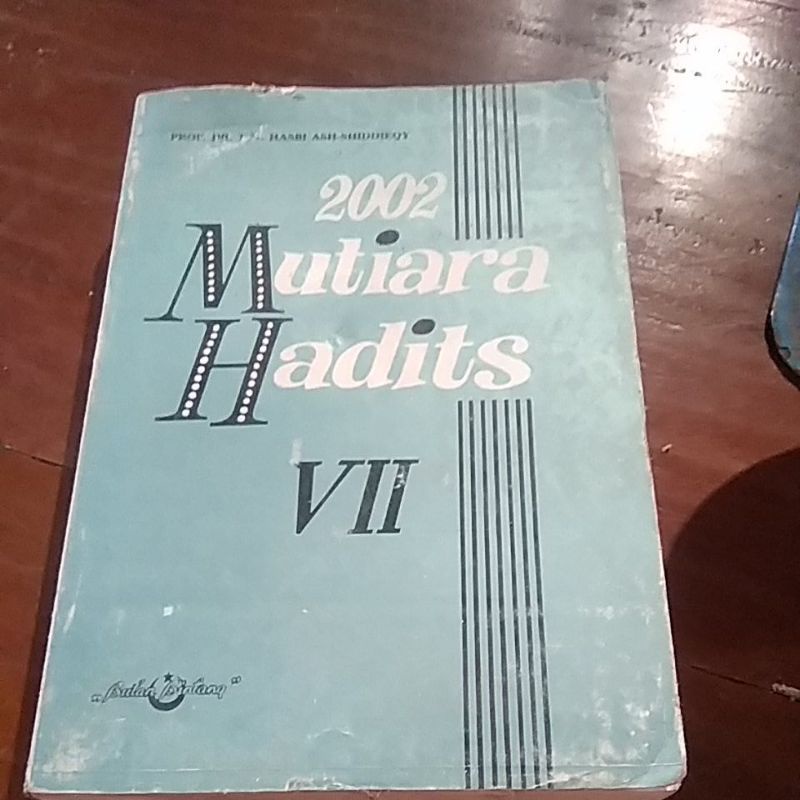 PROF. DR. T.M. HASBI ASH-SHIDDIEQY
2002
Mutiara
Hadits
VII
„Bulan Bintang”